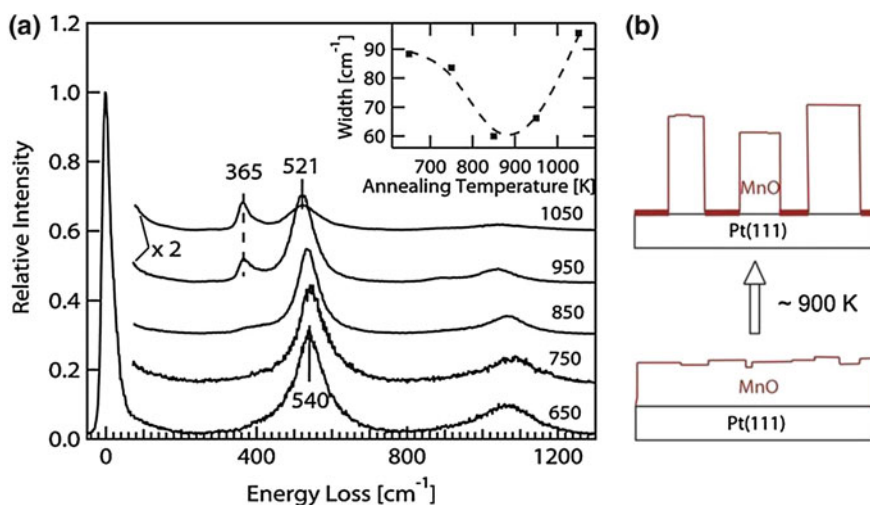 (a)
Relative Intensity
1.2
1.0
0.8
0.6
0.4
0.2
0.0
0
400
800
1200
Energy Loss [cm⁻¹]
365
521
x 2
540
1050
950
850
750
650
Width [cm⁻¹]
90
80
70
60
700
800
900
1000
Annealing Temperature [K]
(b)
MnO
Pt(111)
~ 900 K
MnO
Pt(111)